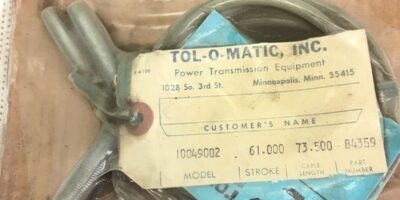 TOL-O-MATIC, INC.
Power Transmission Equipment
1028 So. 3rd St. Minneapolis, Minn. 55415
CUSTOMER'S NAME
10049002 61.000 73.500 84359
MODEL STROKE CABLE LENGTH PART NUMBER